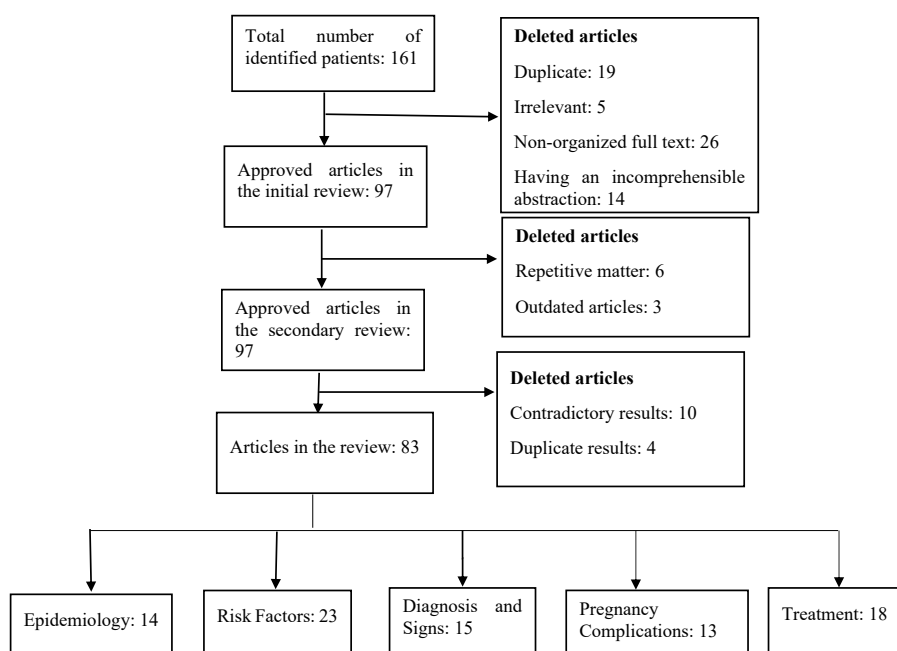 Total number of
identified patients: 161
Deleted articles
Duplicate: 19
Irrelevant: 5
Non-organized full text: 26
Having an incomprehensible
abstraction: 14
Approved articles in
the initial review: 97
Deleted articles
Repetitive matter: 6
Outdated articles: 3
Approved articles in
the secondary review:
97
Deleted articles
Contradictory results: 10
Duplicate results: 4
Articles in the review: 83
Epidemiology: 14
Risk Factors: 23
Diagnosis and
Signs: 15
Pregnancy
Complications: 13
Treatment: 18